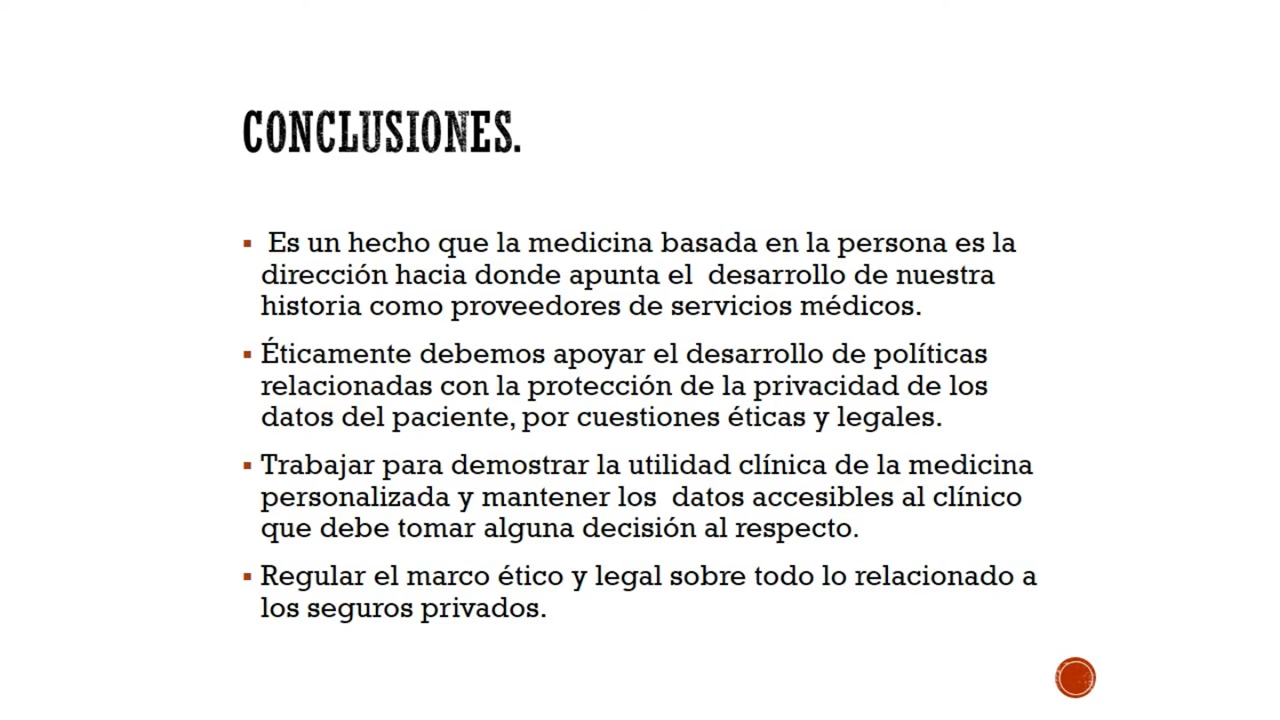 CONCLUSIONES.
▪ Es un hecho que la medicina basada en la persona es la
dirección hacia donde apunta el desarrollo de nuestra
historia como proveedores de servicios médicos.
▪ Éticamente debemos apoyar el desarrollo de políticas
relacionadas con la protección de la privacidad de los
datos del paciente, por cuestiones éticas y legales.
▪ Trabajar para demostrar la utilidad clínica de la medicina
personalizada y mantener los datos accesibles al clínico
que debe tomar alguna decisión al respecto.
▪ Regular el marco ético y legal sobre todo lo relacionado a
los seguros privados.